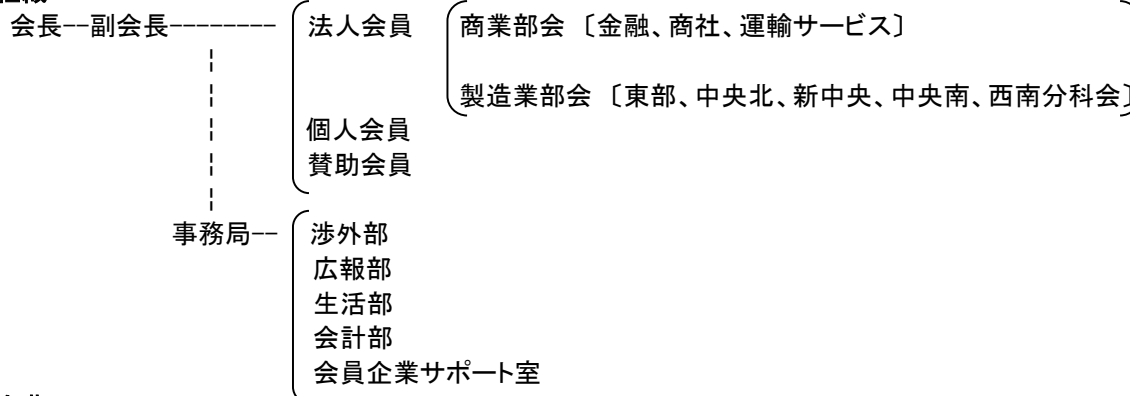 会長--副会長-------- 法人会員 商業部会 〔金融、商社、運輸サービス〕
製造業部会 〔東部、中央北、新中央、中央南、西南分科会〕
個人会員
賛助会員
事務局-- 渉外部
広報部
生活部
会計部
会員企業サポート室